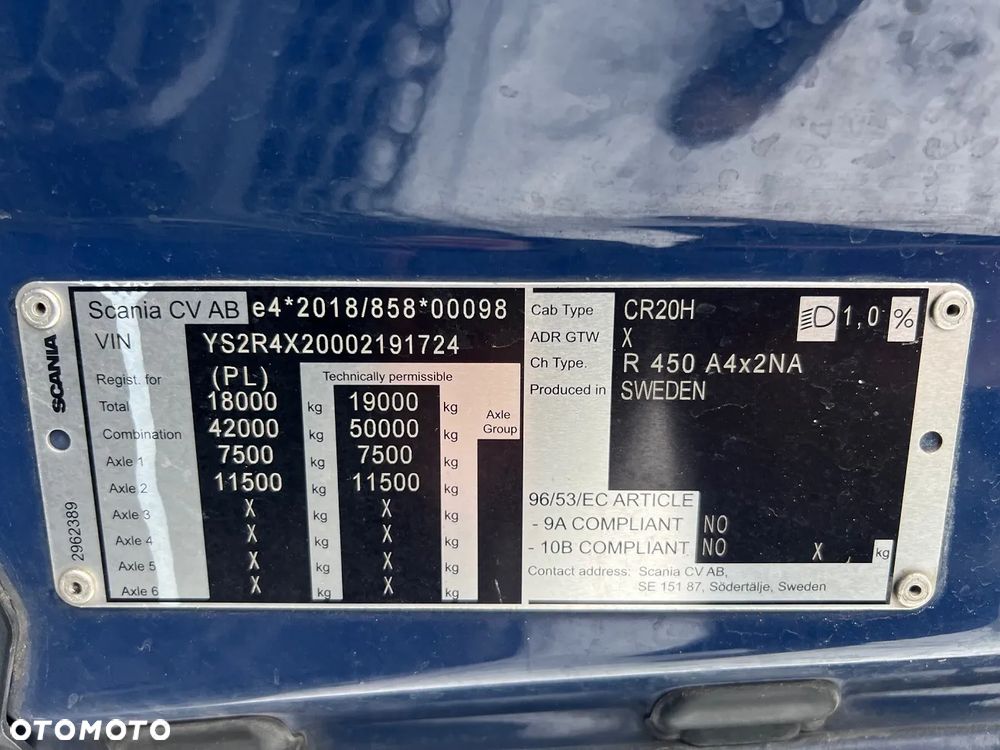 SCANIA
2962389
Scania CV AB e4*2018/858*00098
VIN YS2R4X20002191724
Regist. for (PL) Technically permissible
Total 18000 kg 19000 kg Axle Group
Combination 42000 kg 50000 kg
Axle 1 7500 kg 7500 kg
Axle 2 11500 kg 11500 kg
Axle 3 X kg X kg
Axle 4 X kg X kg
Axle 5 X kg X kg
Axle 6 X kg X kg
Cab Type CR20H 1,0 %
ADR GTW X
Ch Type. R 450 A4x2NA
Produced in SWEDEN
96/53/EC ARTICLE
- 9A COMPLIANT NO
- 10B COMPLIANT NO X , kg
Contact address: Scania CV AB,
SE 151 87, Södertälje, Sweden
OTOMOTO